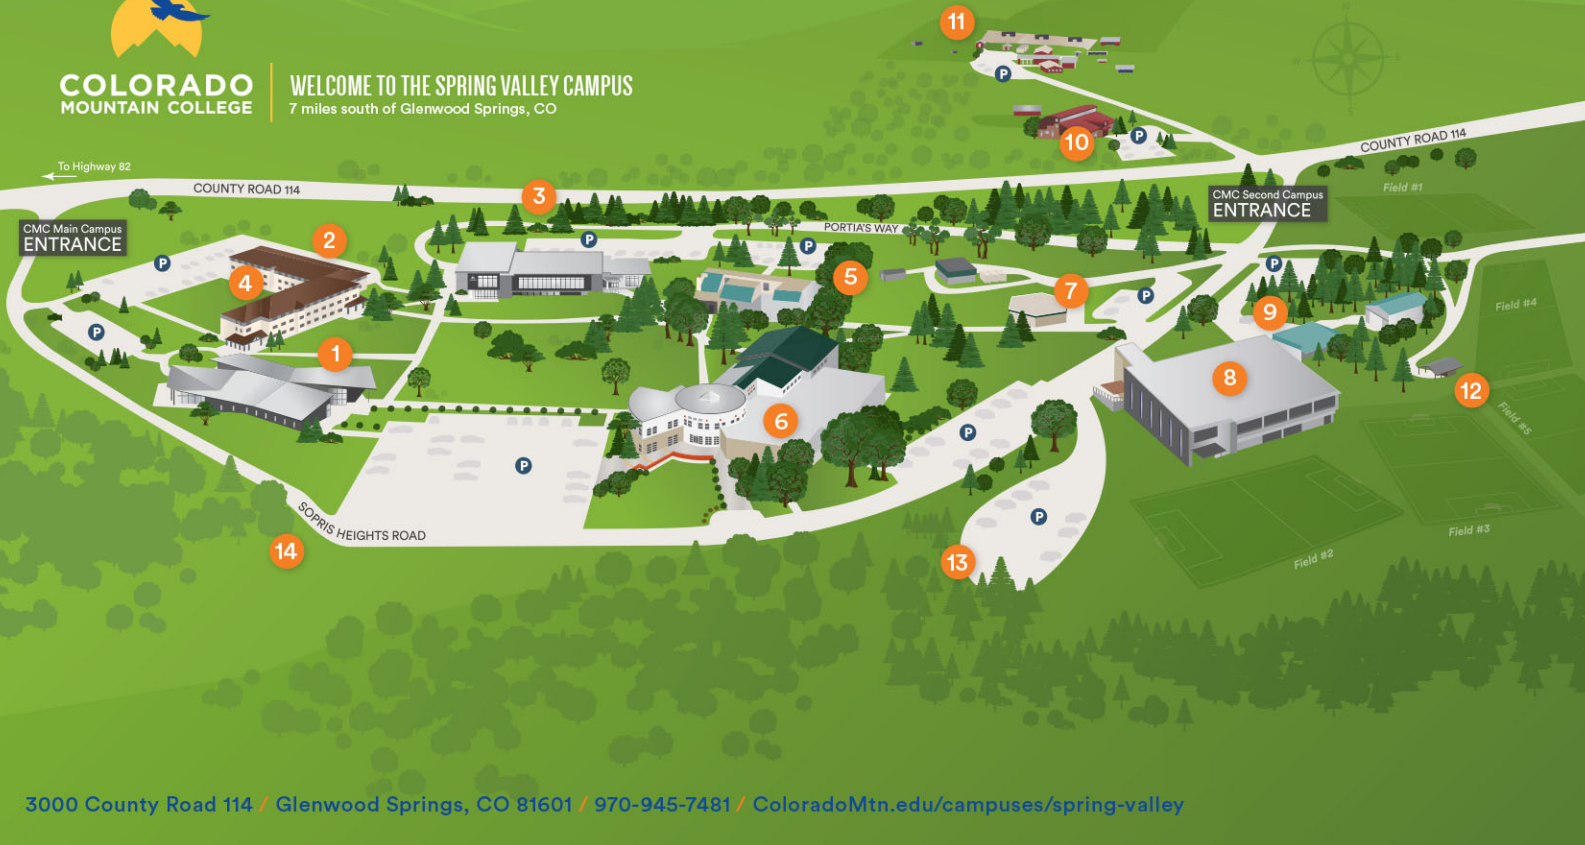 COLORADO
MOUNTAIN COLLEGE
WELCOME TO THE SPRING VALLEY CAMPUS
7 miles south of Glenwood Springs, CO
11
P
N
10
P
COUNTY ROAD 114
To Highway 82
COUNTY ROAD 114
3
CMC Second Campus
ENTRANCE
Field #1
CMC Main Campus
ENTRANCE
2
P
PORTIA'S WAY
P
P
4
5
7
P
P
9
Field #4
P
1
8
12
6
Field #5
P
P
SOPRIS HEIGHTS ROAD
P
14
13
Field #3
Field #2
3000 County Road 114 / Glenwood Springs, CO 81601 / 970-945-7481 / ColoradoMtn.edu/campuses/spring-valley